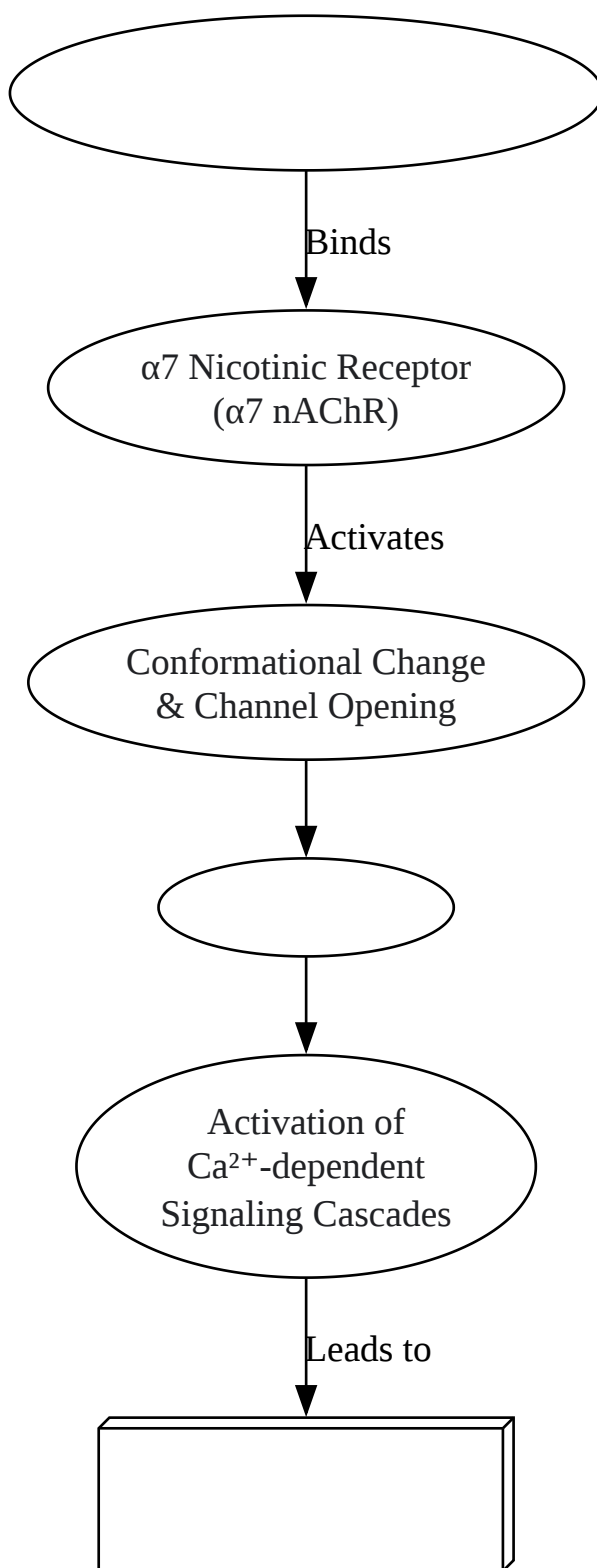 Binds
α7 Nicotinic Receptor
(α7 nAChR)
Activates
Conformational Change
& Channel Opening
Activation of
Ca²⁺-dependent
Signaling Cascades
Leads to